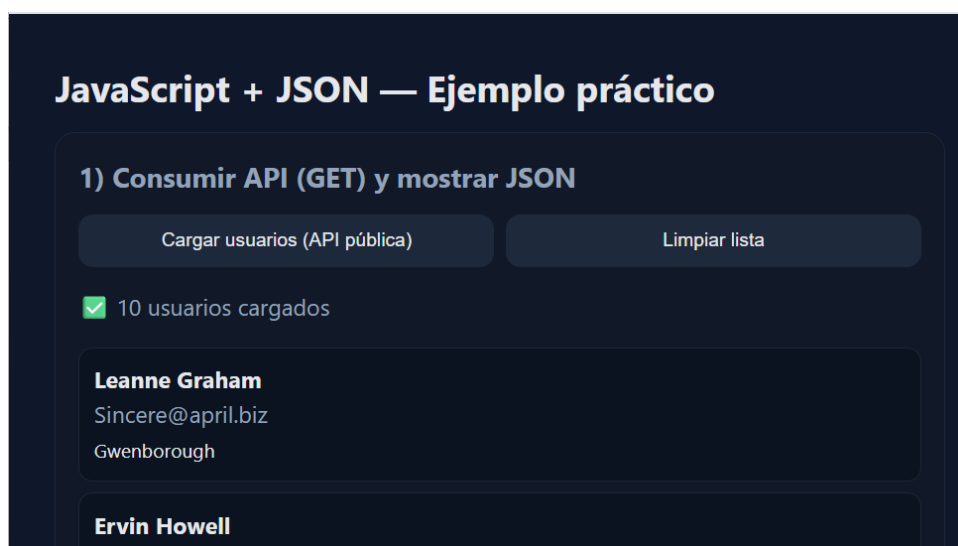 JavaScript + JSON — Ejemplo práctico
1) Consumir API (GET) y mostrar JSON
Cargar usuarios (API pública)
Limpiar lista
✅ 10 usuarios cargados
Leanne Graham
Sincere@april.biz
Gwenborough
Ervin Howell